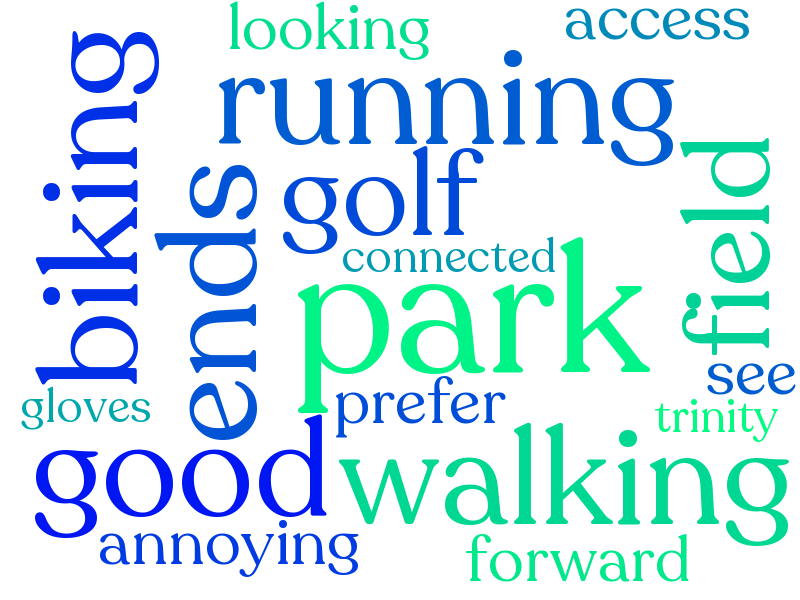 looking
access
running
biking
golf
ends
field
connected
park
see
gloves
prefer
trinity
good
walking
annoying
forward